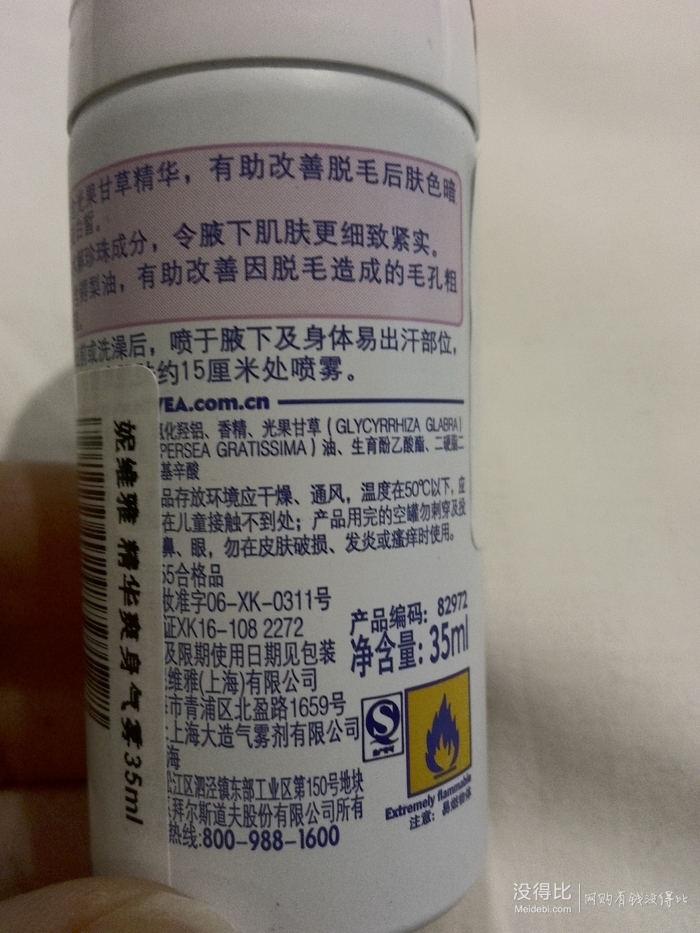 光果甘草精华，有助改善脱毛后肤色暗
白皙。
珍珠成分，令腋下肌肤更细致紧实。
梨油，有助改善因脱毛造成的毛孔粗
或洗澡后，喷于腋下及身体易出汗部位，
约15厘米处喷雾。
VEA.com.cn
化羟铝、香精、光果甘草（GLYCYRRHIZA GLABRA）
PERSEA GRATISSIMA）油、生育酚乙酸酯、二硬脂二
基辛酸
品存放环境应干燥、通风，温度在50℃以下，应
在儿童接触不到处；产品用完的空罐勿刺穿及投
鼻、眼，勿在皮肤破损、发炎或瘙痒时使用。
55合格品
妆准字06-XK-0311号
证XK16-108 2272
及限期使用日期见包装
维雅(上海)有限公司
市青浦区北盈路1659号
上海大造气雾剂有限公司
海
江区泗泾镇东部工业区第150号地块
拜尔斯道夫股份有限公司所有
热线:800-988-1600
产品编码：82972
净含量：35ml
Extremely flammable
注意：易燃物体
妮维雅 精华爽身气雾35ml
没得比
Meidebi.com
网购有钱没得比